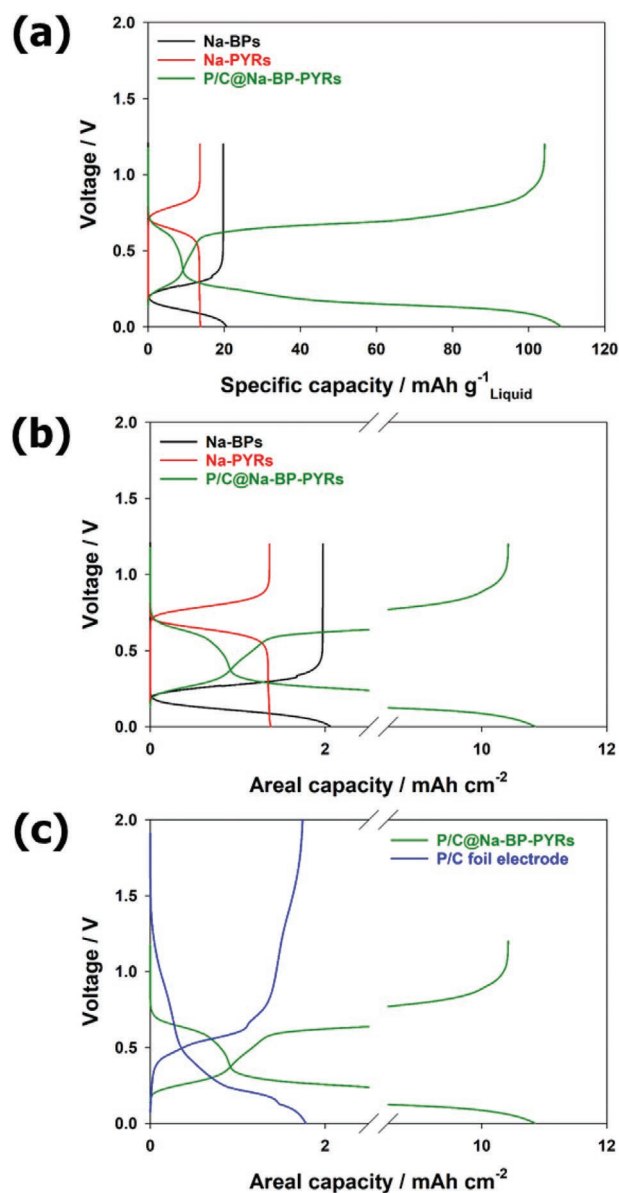 (a)
Na-BPs
Na-PYRs
P/C@Na-BP-PYRs
Voltage / V
2.0
1.5
1.0
0.5
0.0
0 20 40 60 80 100 120
Specific capacity / mAh g-1 Liquid
(b)
Na-BPs
Na-PYRs
P/C@Na-BP-PYRs
Voltage / V
2.0
1.5
1.0
0.5
0.0
0 2 10 12
Areal capacity / mAh cm-2
(c)
P/C@Na-BP-PYRs
P/C foil electrode
Voltage / V
2.0
1.5
1.0
0.5
0.0
0 2 10 12
Areal capacity / mAh cm-2